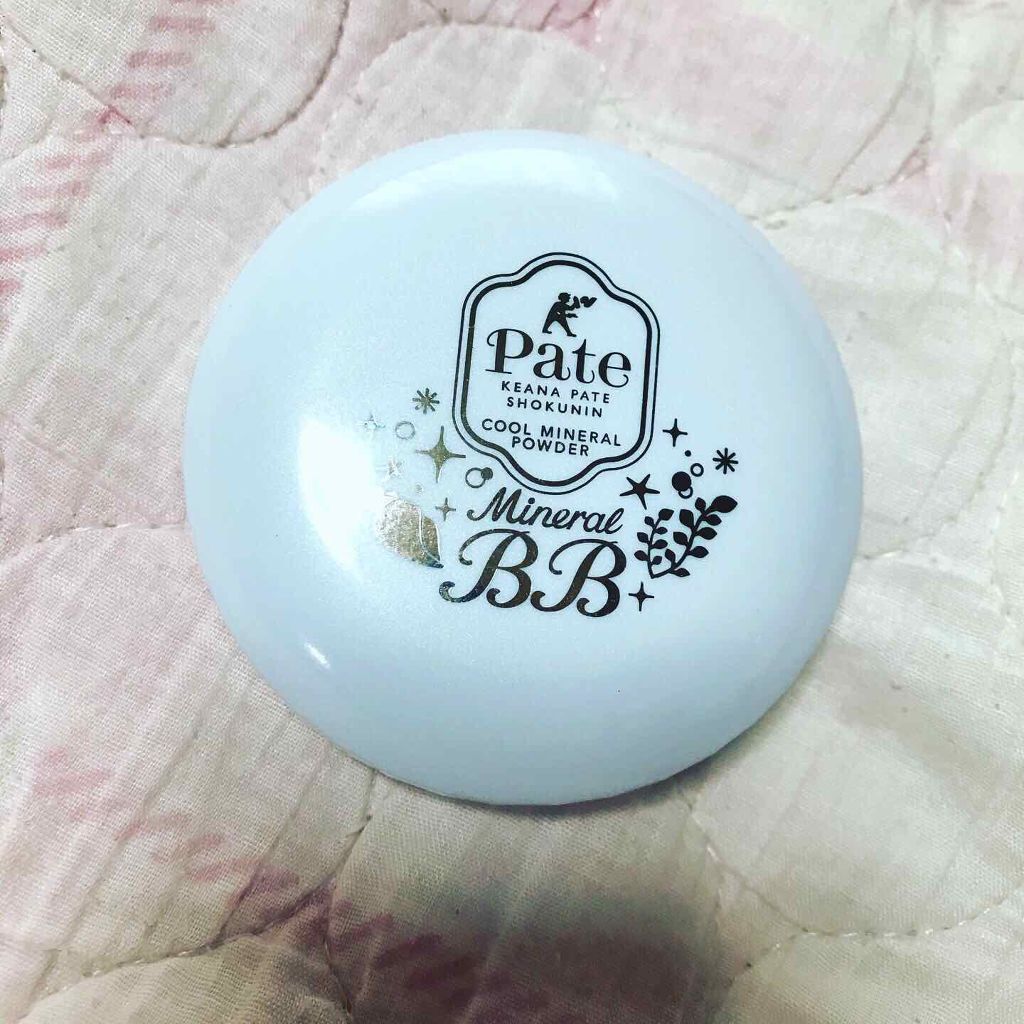 Pate
KEANA PATE
SHOKUNIN
COOL MINERAL
POWDER
Mineral
BB